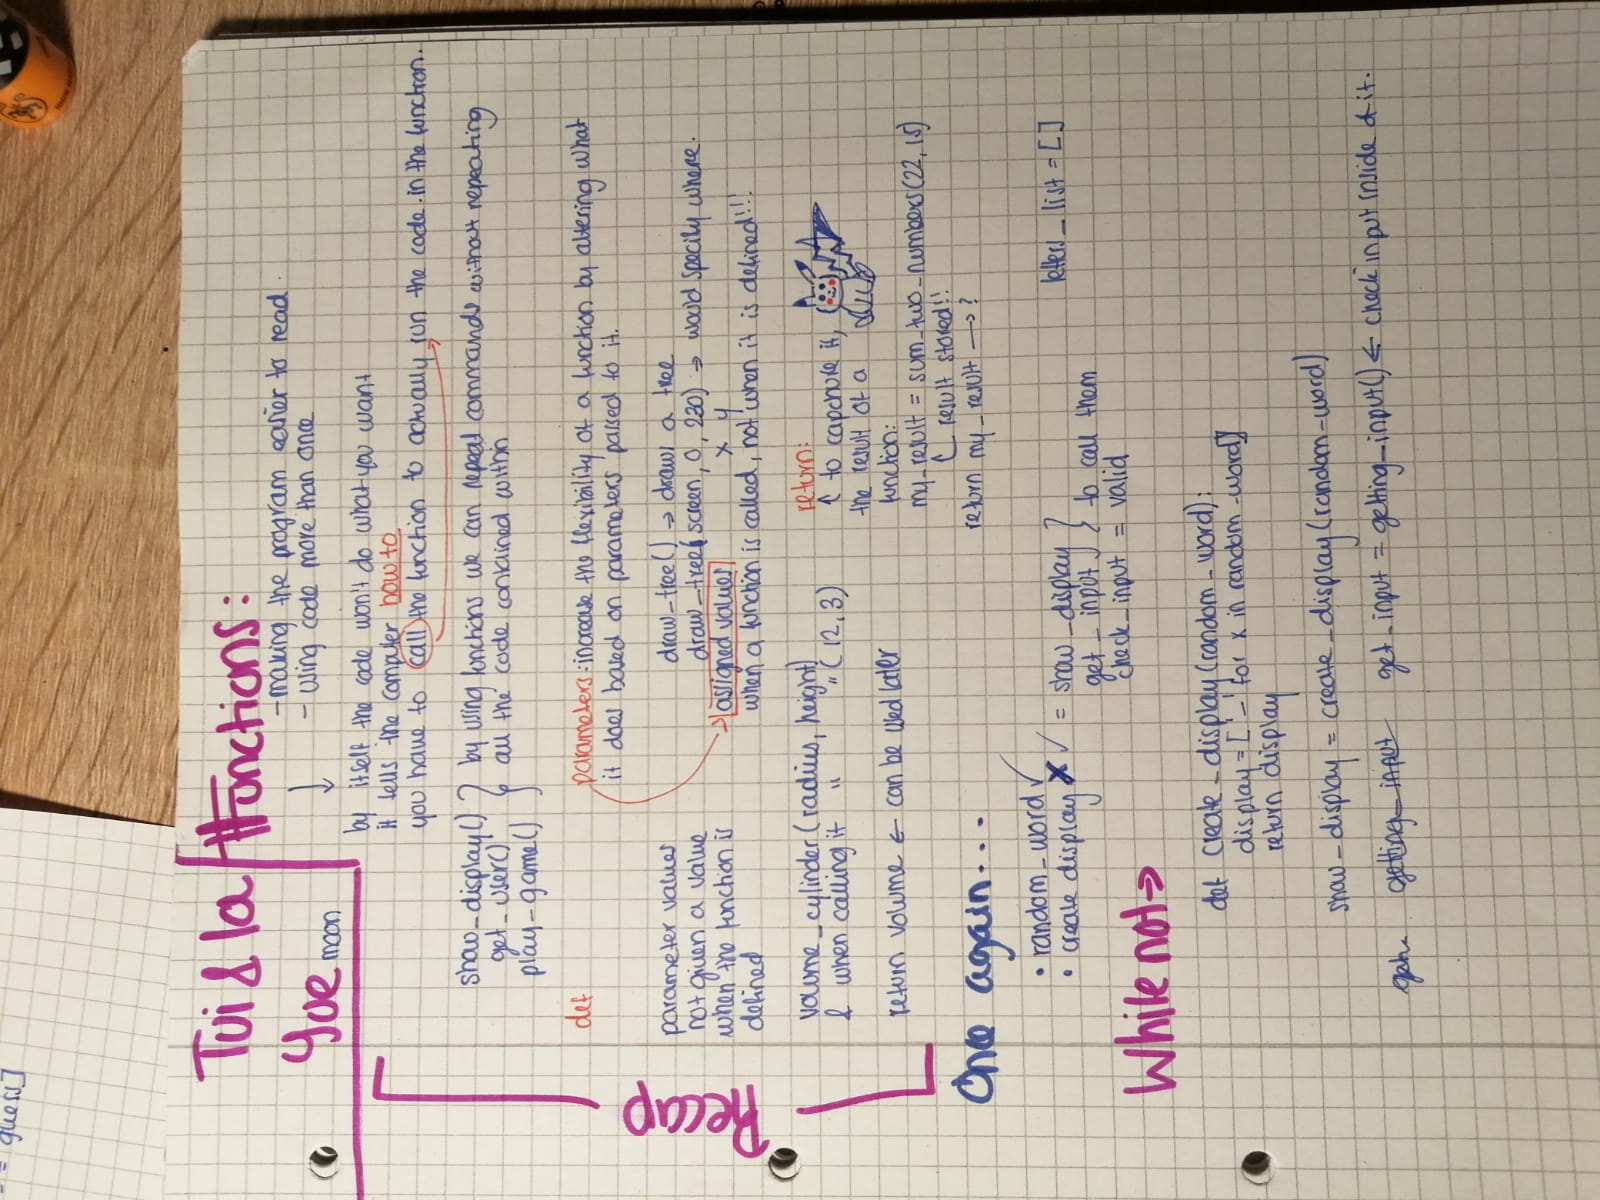 Tui & la
Yue moon
#Functions:
- making the program easier to read
- using code more than once
by itself the code won't do what you want
it tells the computer how to
you have to call the function to actually run the code in the function.
show_display()
get_user()
play_game()
by using functions we can repeat commands without repeating
all the code contained within
def
parameters: increase the flexibility of a function by altering what
it does based on parameters passed to it.
parameter values
not given a value
when the function is
defined
draw_tree() => draw a tree
draw_tree(screen, 0, 220) => would specify where.
x y
assigned values
when a function is called, not when it is defined!!!
volume_cylinder (radius, height)
& when calling it " " (12, 3)
return volume ← can be used later
return:
to capchure it,
the result of a
function:
my_result = sum_two_numbers(22, 15)
result stored!!
return my_result → ?
Reccap
One again...
• random_word ✓
• create display x ✓ = show_display
get_input
to call them
check_input = valid
letters_list = []
While not →
def create_display(random_word):
display = ['_' for x in random_word]
return display
show_display = create_display(random_word)
getting_input get_input = getting_input() ← check input inside of it.
== guess]